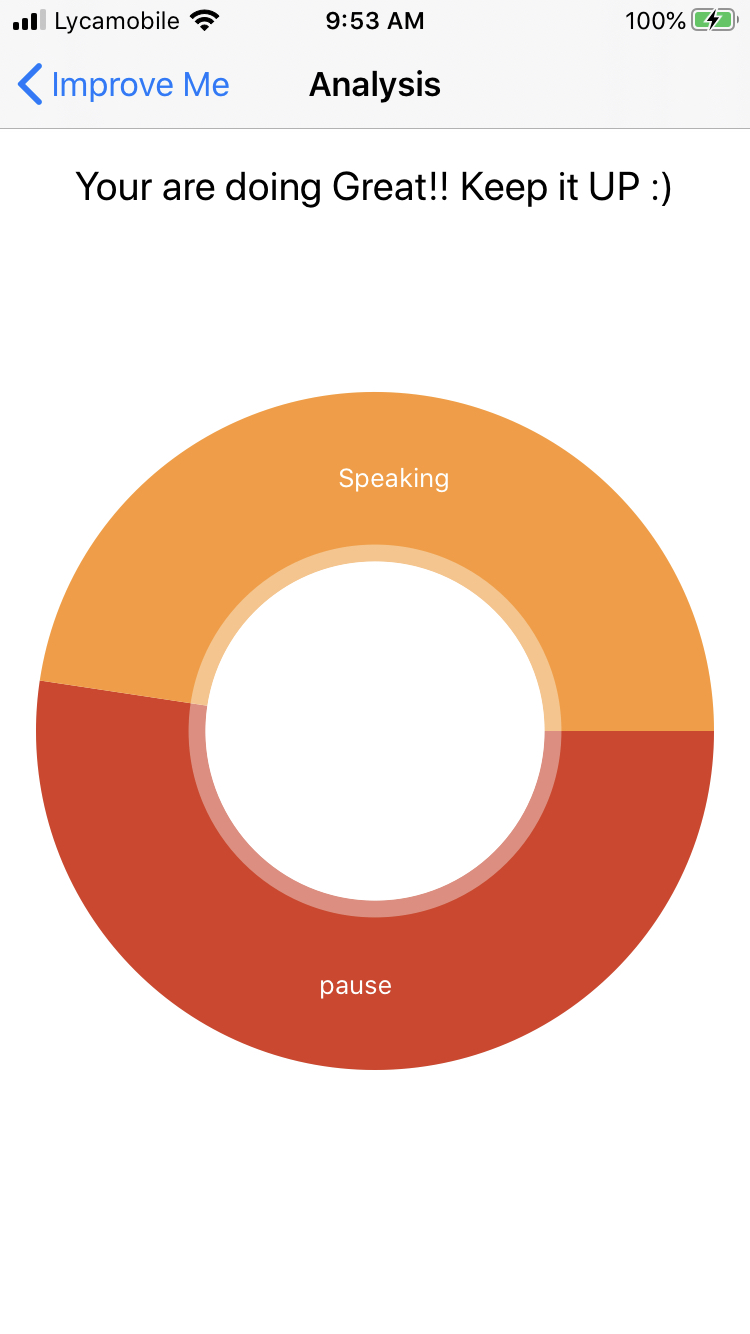 Lycamobile 9:53 AM 100%
Improve Me Analysis
Your are doing Great!! Keep it UP :)
Speaking
pause